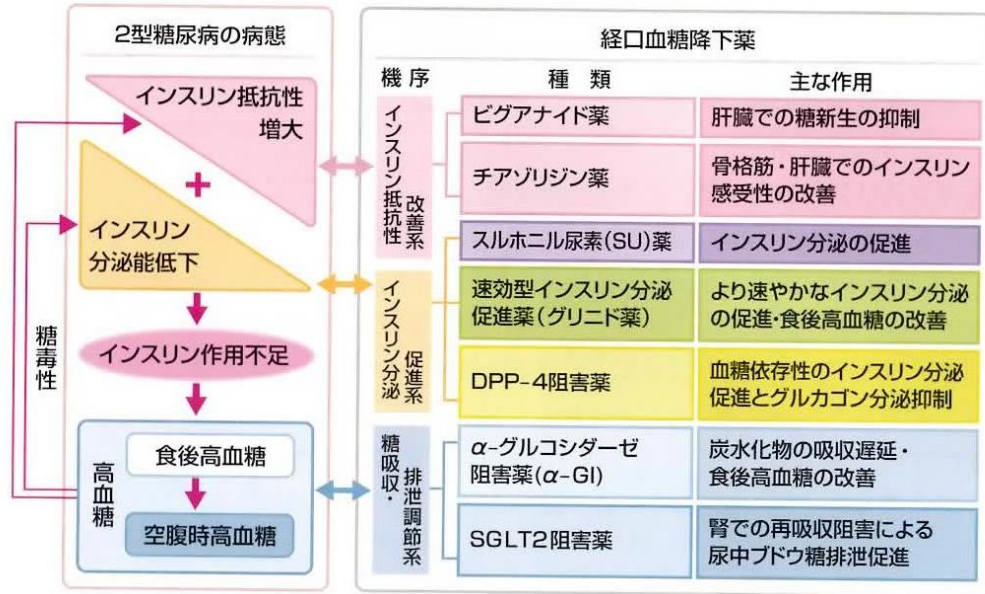 2型糖尿病の病態
インスリン抵抗性
増大
+
インスリン
分泌能低下
インスリン作用不足
糖毒性
高血糖
食後高血糖
空腹時高血糖
経口血糖降下薬
機序
種類
主な作用
インスリン抵抗性
改善系
ビグアナイド薬
肝臓での糖新生の抑制
チアゾリジン薬
骨格筋・肝臓でのインスリン
感受性の改善
インスリン分泌
促進系
スルホニル尿素(SU)薬
インスリン分泌の促進
速効型インスリン分泌
促進薬(グリニド薬)
より速やかなインスリン分泌
の促進・食後高血糖の改善
DPP-4阻害薬
血糖依存性のインスリン分泌
促進とグルカゴン分泌抑制
糖吸収・
排泄調節系
α-グルコシダーゼ
阻害薬(α-GI)
炭水化物の吸収遅延・
食後高血糖の改善
SGLT2阻害薬
腎での再吸収阻害による
尿中ブドウ糖排泄促進